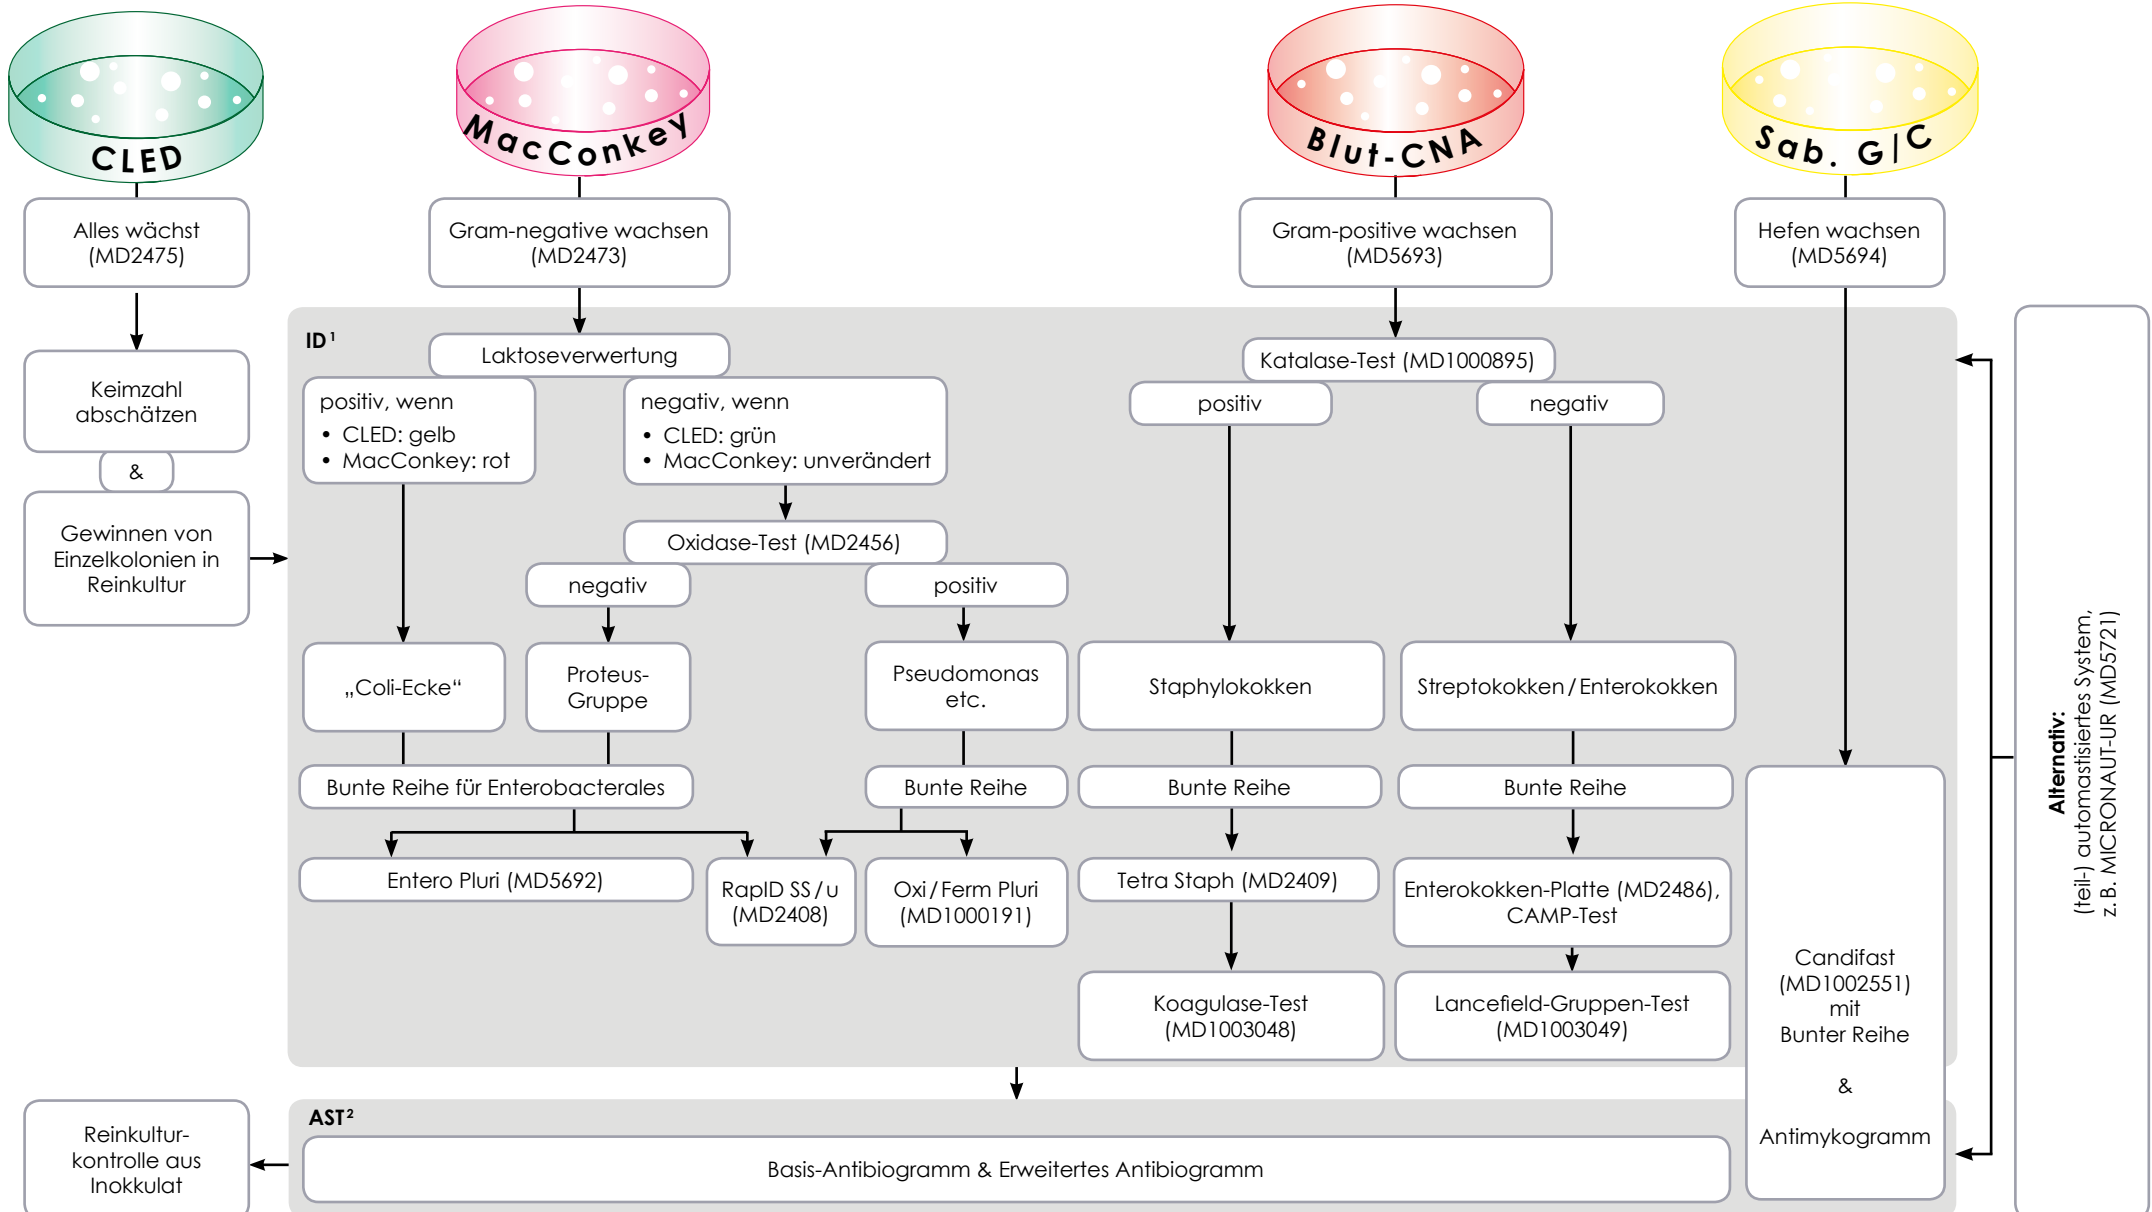 CLED
MacConkey
Blut-CNA
Sab. G/C
Alles wächst
(MD2475)
Gram-negative wachsen
(MD2473)
Gram-positive wachsen
(MD5693)
Hefen wachsen
(MD5694)
Keimzahl
abschätzen
&
Gewinnen von
Einzelkolonien in
Reinkultur
ID¹
Laktoseverwertung
positiv, wenn
• CLED: gelb
• MacConkey: rot
negativ, wenn
• CLED: grün
• MacConkey: unverändert
Oxidase-Test (MD2456)
negativ
positiv
Katalase-Test (MD1000895)
positiv
negativ
„Coli-Ecke“
Proteus-
Gruppe
Pseudomonas
etc.
Staphylokokken
Streptokokken/Enterokokken
Bunte Reihe für Enterobacterales
Bunte Reihe
Bunte Reihe
Bunte Reihe
Entero Pluri (MD5692)
RapID SS/u
(MD2408)
Oxi/Ferm Pluri
(MD1000191)
Tetra Staph (MD2409)
Enterokokken-Platte (MD2486),
CAMP-Test
Koagulase-Test
(MD1003048)
Lancefield-Gruppen-Test
(MD1003049)
Candifast
(MD1002551)
mit
Bunter Reihe
&
Antimykogramm
Alternativ:
(teil-) automastisiertes System,
z. B. MICRONAUT-UR (MD5721)
AST²
Basis-Antibiogramm & Erweitertes Antibiogramm
Reinkultur-
kontrolle aus
Inokkulat